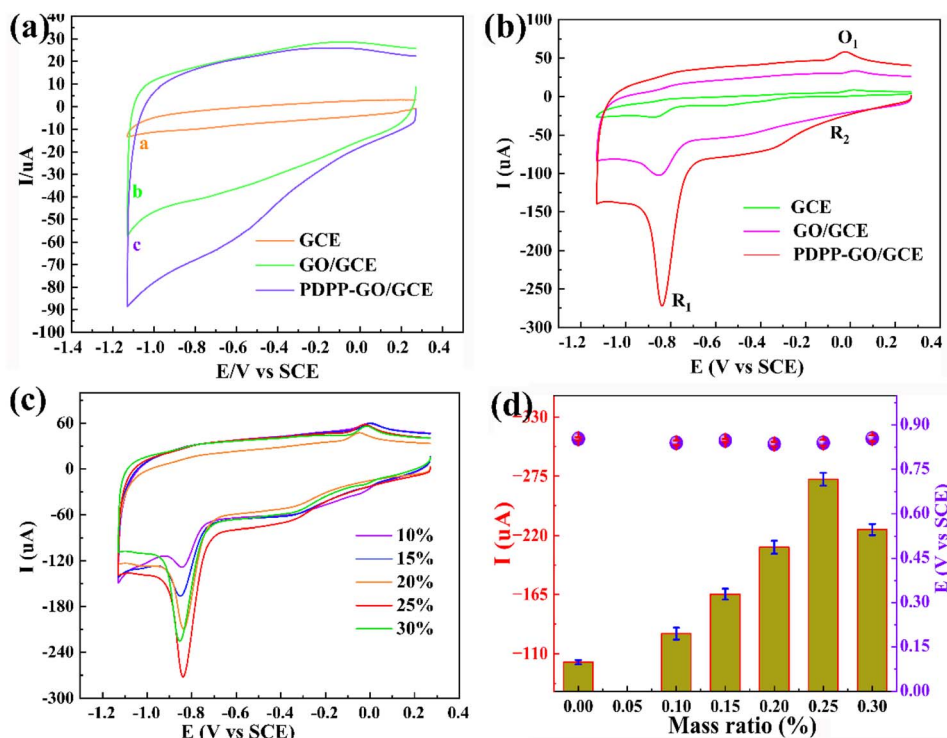 (a)
40
30
20
10
0
-10
-20
-30
-40
-50
-60
-70
-80
-90
-100
I/uA
a
b
c
GCE
GO/GCE
PDPP-GO/GCE
-1.4 -1.2 -1.0 -0.8 -0.6 -0.4 -0.2 0.0 0.2 0.4
E/V vs SCE
(b)
100
50
0
-50
-100
-150
-200
-250
-300
I (uA)
O1
R2
R1
GCE
GO/GCE
PDPP-GO/GCE
-1.2 -1.0 -0.8 -0.6 -0.4 -0.2 0.0 0.2 0.4
E (V vs SCE)
(c)
60
0
-60
-120
-180
-240
-300
I (uA)
10%
15%
20%
25%
30%
-1.2 -1.0 -0.8 -0.6 -0.4 -0.2 0.0 0.2 0.4
E (V vs SCE)
(d)
-330
-275
-220
-165
-110
I (uA)
0.90
0.75
0.60
0.45
0.30
0.15
0.00
E (V vs SCE)
0.00 0.05 0.10 0.15 0.20 0.25 0.30
Mass ratio (%)